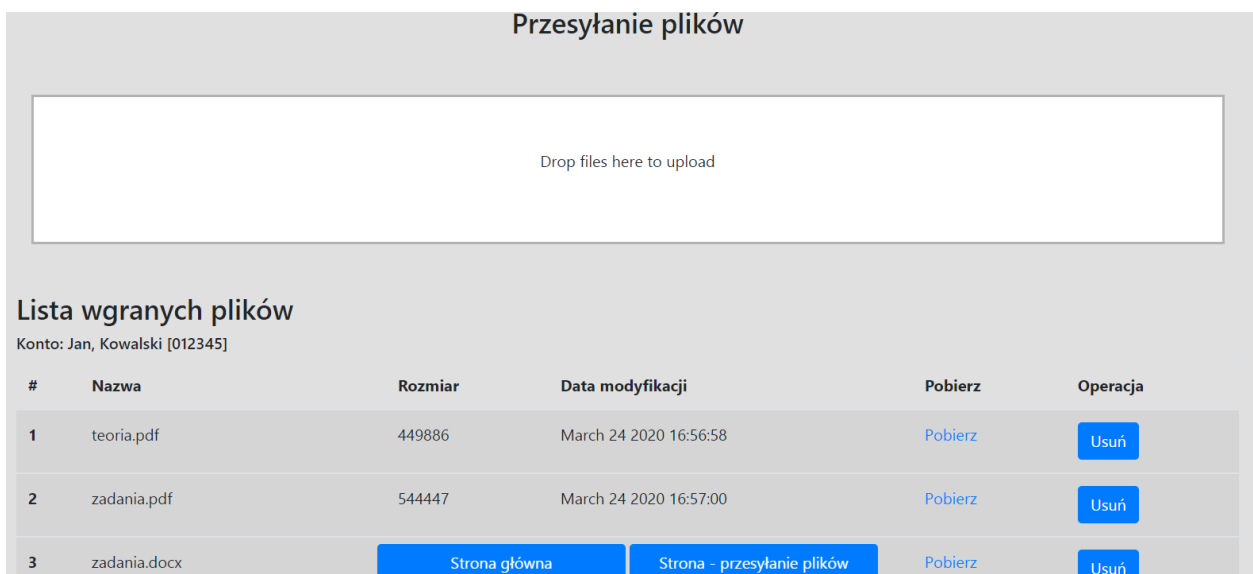 Przesyłanie plików
Drop files here to upload
Lista wgranych plików
Konto: Jan, Kowalski [012345]
# Nazwa Rozmiar Data modyfikacji Pobierz Operacja
1 teoria.pdf 449886 March 24 2020 16:56:58 Pobierz Usuń
2 zadania.pdf 544447 March 24 2020 16:57:00 Pobierz Usuń
3 zadania.docx Strona główna Strona - przesyłanie plików Pobierz Usuń